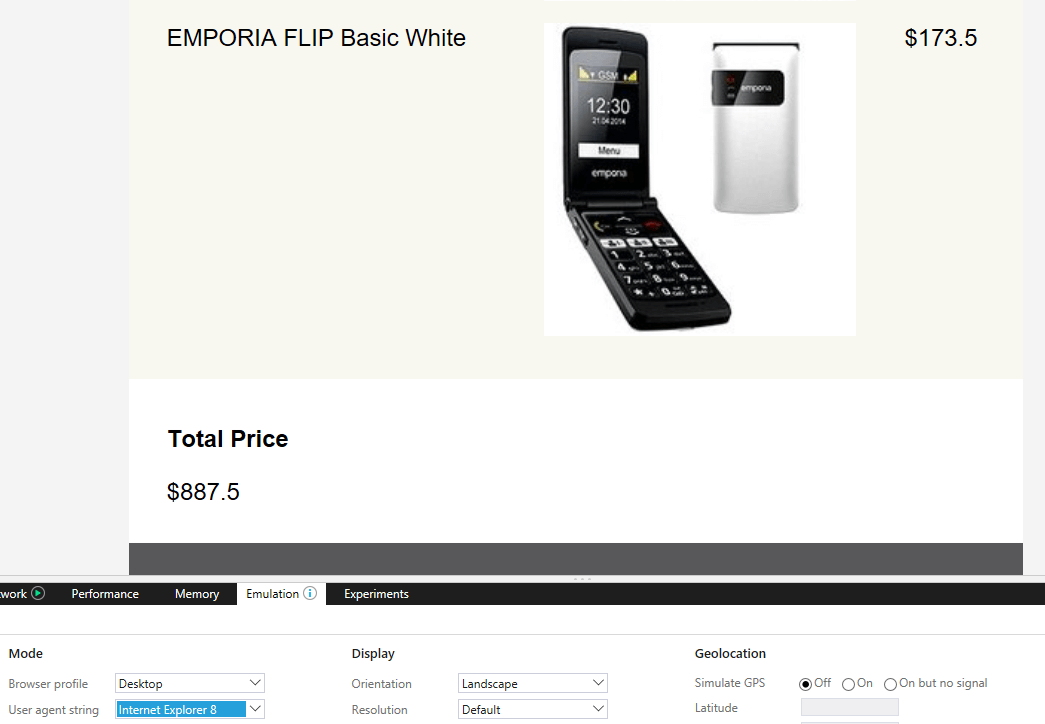 EMPORIA FLIP Basic White
$173.5
GSM
12:30
21.04.2014
Menu
emporia
emporia
Total Price
$887.5
work
Performance
Memory
Emulation
Experiments
Mode
Display
Geolocation
Browser profile
Desktop
Orientation
Landscape
Simulate GPS
Off
On
On but no signal
User agent string
Internet Explorer 8
Resolution
Default
Latitude